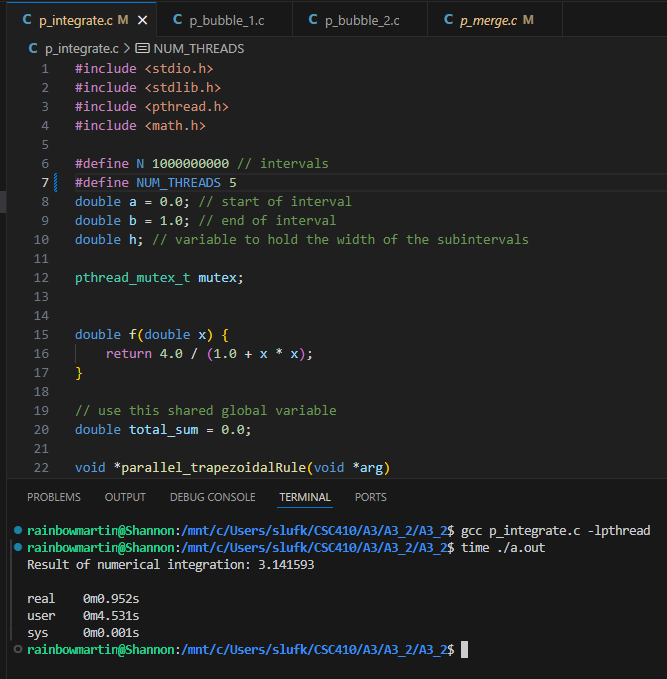 C p_integrate.c M X C p_bubble_1.c C p_bubble_2.c C p_merge.c M
C p_integrate.c > NUM_THREADS
1 #include <stdio.h>
2 #include <stdlib.h>
3 #include <pthread.h>
4 #include <math.h>
5
6 #define N 1000000000 // intervals
7 #define NUM_THREADS 5
8 double a = 0.0; // start of interval
9 double b = 1.0; // end of interval
10 double h; // variable to hold the width of the subintervals
11
12 pthread_mutex_t mutex;
13
14
15 double f(double x) {
16     return 4.0 / (1.0 + x * x);
17 }
18
19 // use this shared global variable
20 double total_sum = 0.0;
21
22 void *parallel_trapezoidalRule(void *arg)
PROBLEMS OUTPUT DEBUG CONSOLE TERMINAL PORTS
rainbowmartin@Shannon:/mnt/c/Users/slufk/CSC410/A3/A3_2/A3_2$ gcc p_integrate.c -lpthread
rainbowmartin@Shannon:/mnt/c/Users/slufk/CSC410/A3/A3_2/A3_2$ time ./a.out
Result of numerical integration: 3.141593
real 0m0.952s
user 0m4.531s
sys 0m0.001s
rainbowmartin@Shannon:/mnt/c/Users/slufk/CSC410/A3/A3_2/A3_2$